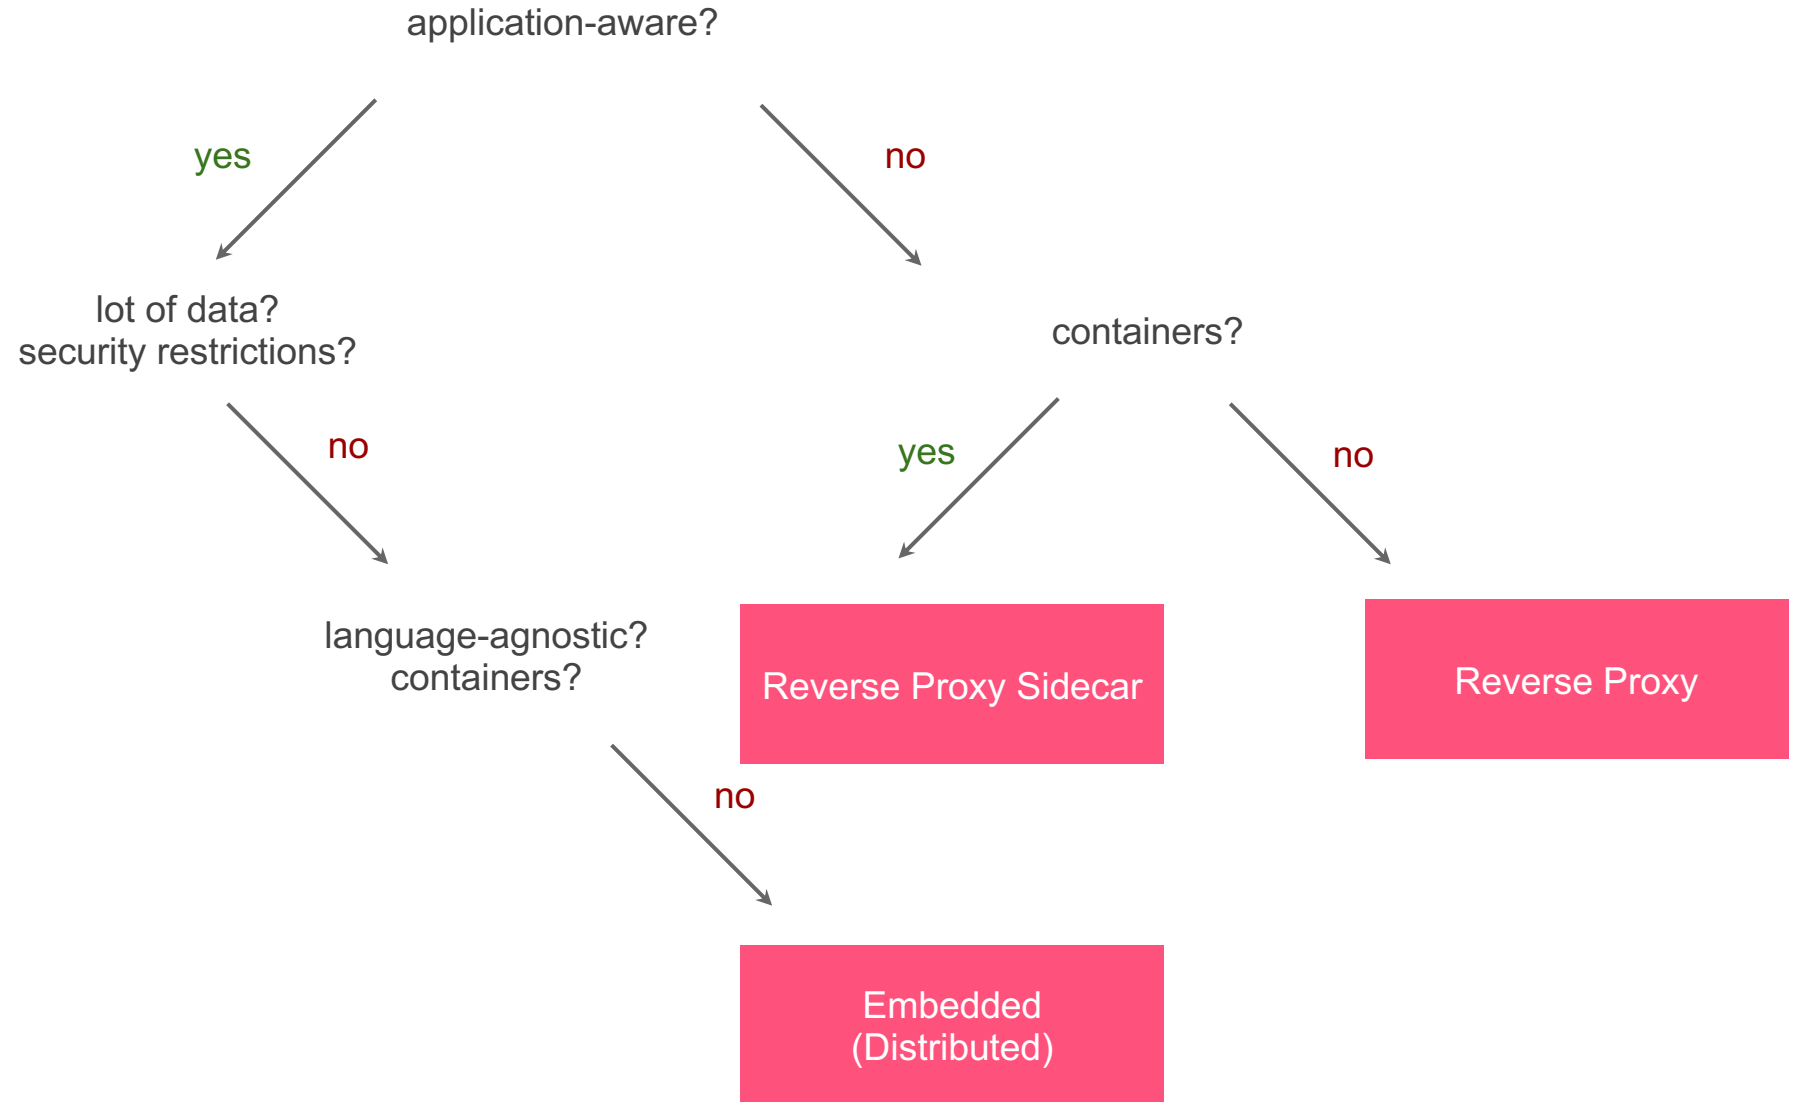 application-aware?
yes
no
lot of data?
security restrictions?
containers?
no
yes
no
language-agnostic?
containers?
Reverse Proxy Sidecar
Reverse Proxy
no
Embedded
(Distributed)